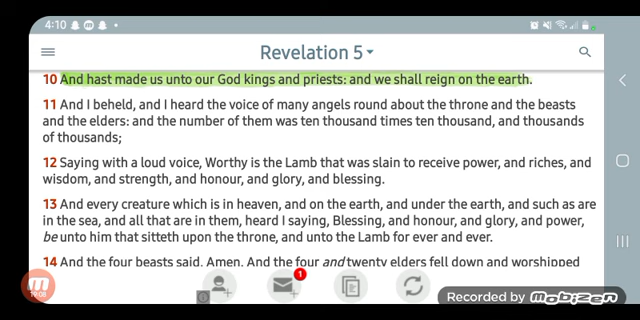 4:10
Revelation 5
10 And hast made us unto our God kings and priests: and we shall reign on the earth.
11 And I beheld, and I heard the voice of many angels round about the throne and the beasts
and the elders: and the number of them was ten thousand times ten thousand, and thousands
of thousands;
12 Saying with a loud voice, Worthy is the Lamb that was slain to receive power, and riches, and
wisdom, and strength, and honour, and glory, and blessing.
13 And every creature which is in heaven, and on the earth, and under the earth, and such as are
in the sea, and all that are in them, heard I saying, Blessing, and honour, and glory, and power,
be unto him that sitteth upon the throne, and unto the Lamb for ever and ever.
14 And the four beasts said, Amen. And the four and twenty elders fell down and worshipped
19:08
1
Recorded by Mobizen